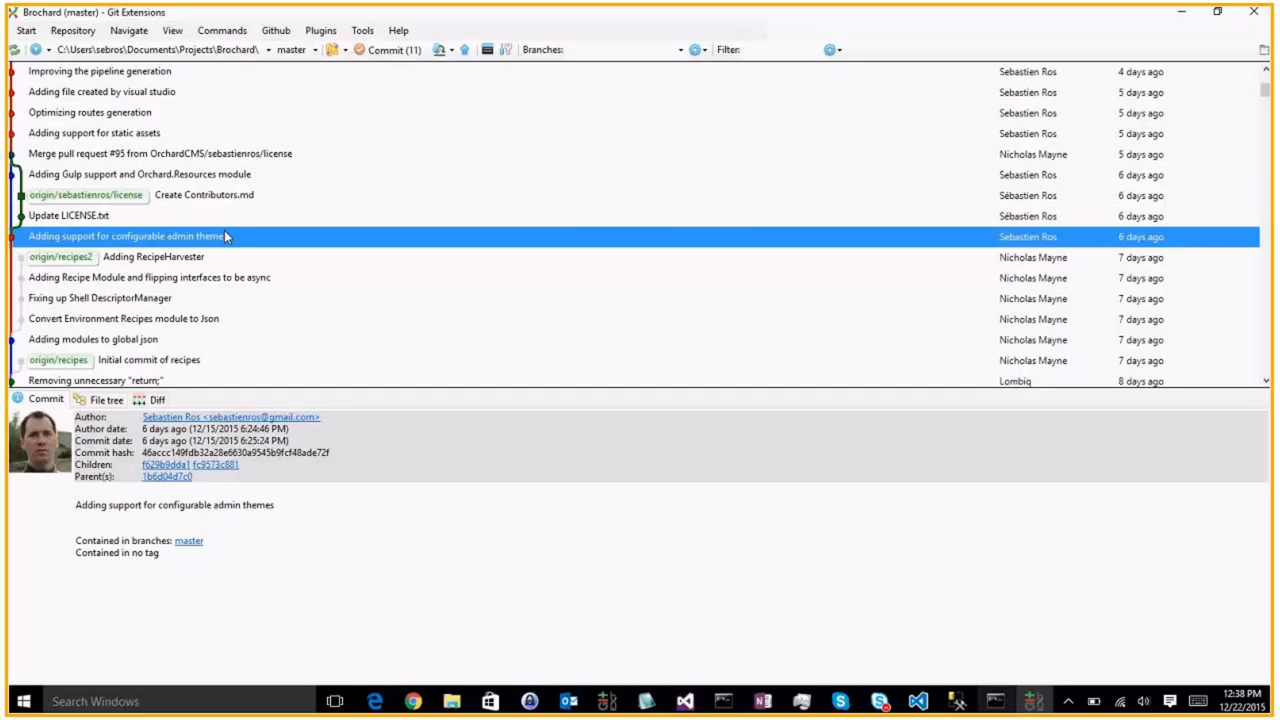 Brochard (master) - Git Extensions
Start Repository Navigate View Commands Github Plugins Tools Help
C:\Users\sebros\Documents\Projects\Brochard\ master Commit (11) Branches: Filter:
Improving the pipeline generation Sebastien Ros 4 days ago
Adding file created by visual studio Sebastien Ros 5 days ago
Optimizing routes generation Sebastien Ros 5 days ago
Adding support for static assets Sebastien Ros 5 days ago
Merge pull request #95 from OrchardCMS/sebastienros/license Nicholas Mayne 5 days ago
Adding Gulp support and Orchard.Resources module Sebastien Ros 6 days ago
origin/sebastienros/license Create Contributors.md Sébastien Ros 6 days ago
Update LICENSE.txt Sébastien Ros 6 days ago
Adding support for configurable admin theme Sebastien Ros 6 days ago
origin/recipes2 Adding RecipeHarvester Nicholas Mayne 7 days ago
Adding Recipe Module and flipping interfaces to be async Nicholas Mayne 7 days ago
Fixing up Shell DescriptorManager Nicholas Mayne 7 days ago
Convert Environment Recipes module to Json Nicholas Mayne 7 days ago
Adding modules to global json Nicholas Mayne 7 days ago
origin/recipes Initial commit of recipes Nicholas Mayne 7 days ago
Removing unnecessary "return;" Lombiq 8 days ago
Commit File tree Diff
Author: Sebastien Ros <sebastienros@gmail.com>
Author date: 6 days ago (12/15/2015 6:24:46 PM)
Commit date: 6 days ago (12/15/2015 6:25:24 PM)
Commit hash: 46accc149fdb32a28e6630a9545b9fcf48ade72f
Children: f629b9dda1 fc9573c881
Parent(s): 1b6d04d7c0
Adding support for configurable admin themes
Contained in branches: master
Contained in no tag
Search Windows
12:38 PM
12/22/2015